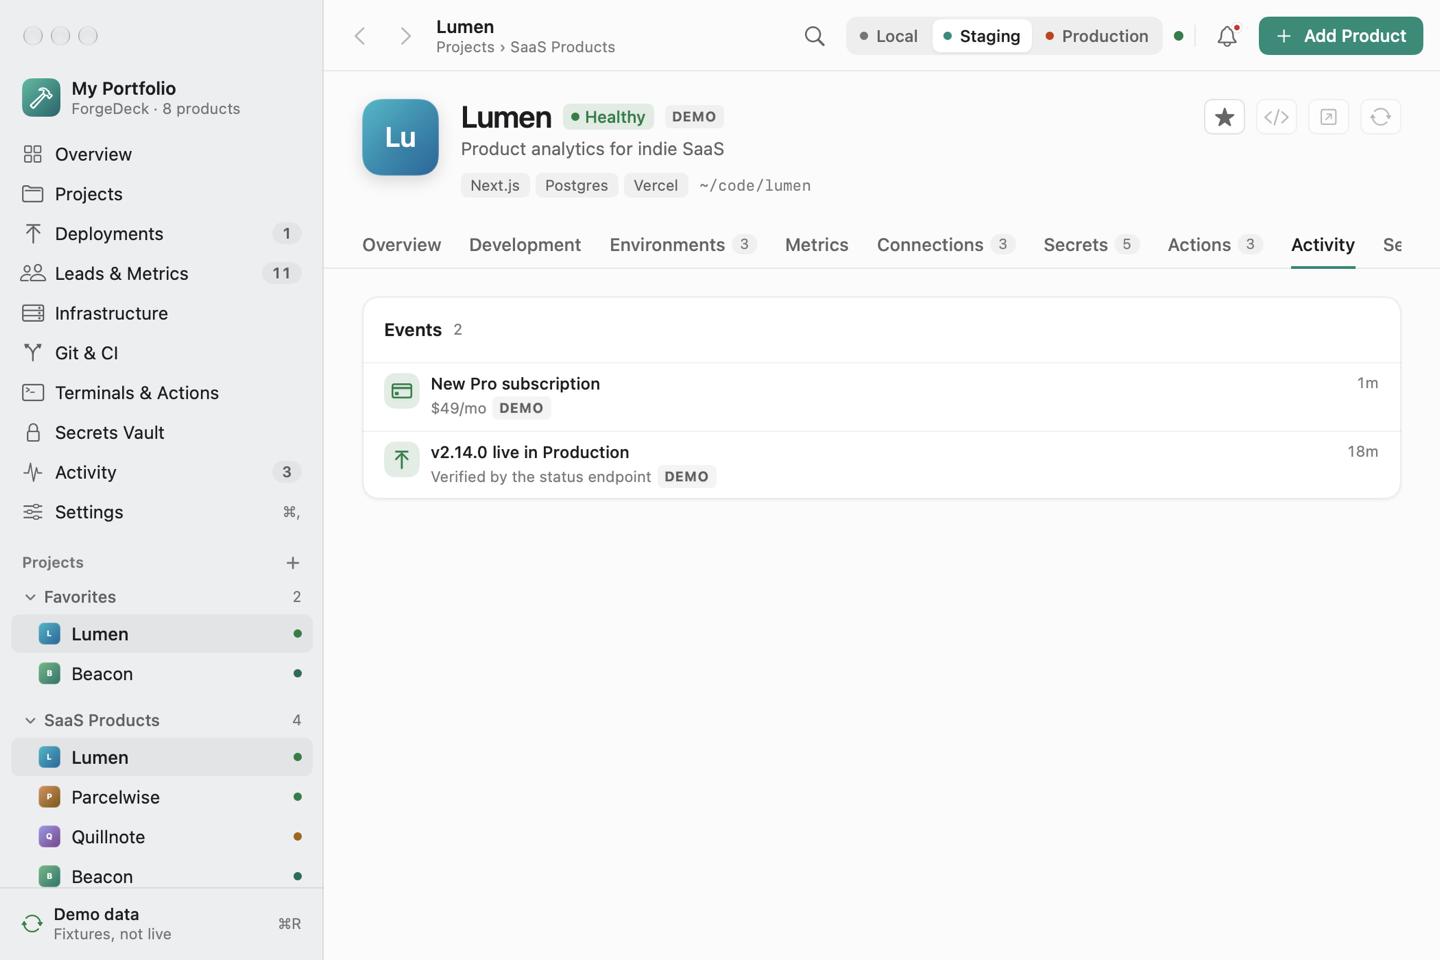 My Portfolio
ForgeDeck · 8 products
Overview
Projects
Deployments 1
Leads & Metrics 11
Infrastructure
Git & CI
Terminals & Actions
Secrets Vault
Activity 3
Settings ⌘,
Projects
Favorites 2
L Lumen
B Beacon
SaaS Products 4
L Lumen
P Parcelwise
Q Quillnote
B Beacon
Demo data ⌘R
Fixtures, not live
Lumen
Projects › SaaS Products
Local Staging Production
Add Product
Lu
Lumen Healthy DEMO
Product analytics for indie SaaS
Next.js Postgres Vercel ~/code/lumen
Overview Development Environments 3 Metrics Connections 3 Secrets 5 Actions 3 Activity Se
Events 2
New Pro subscription 1m
$49/mo DEMO
v2.14.0 live in Production 18m
Verified by the status endpoint DEMO